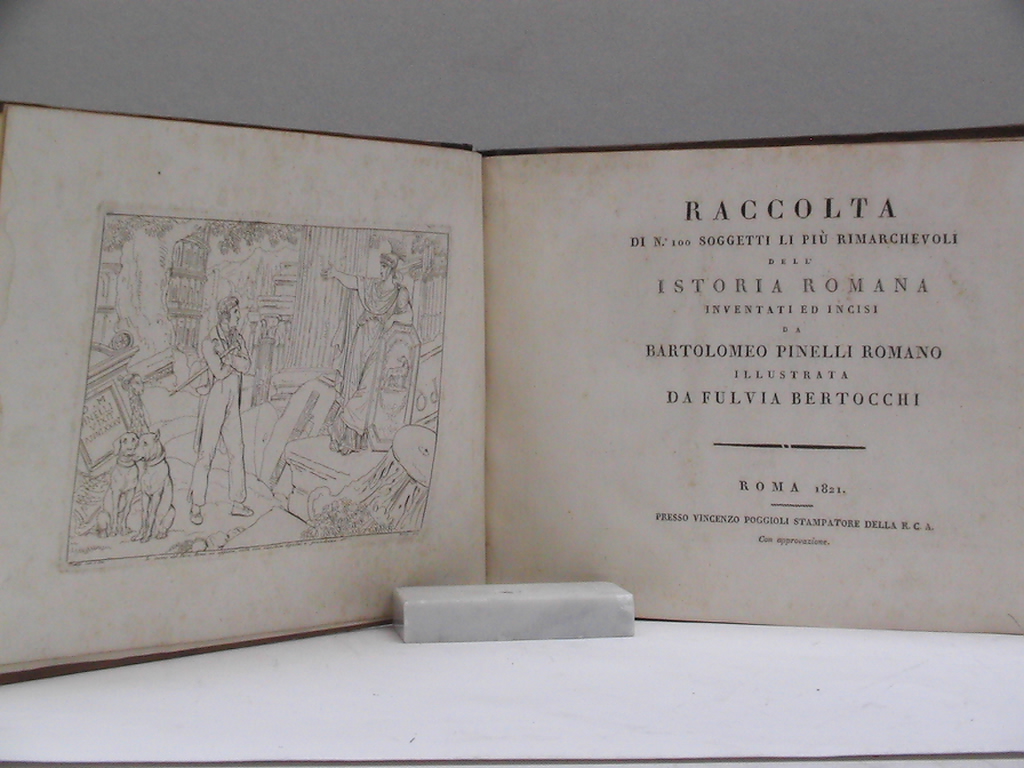 RACCOLTA
DI N.º 100 SOGGETTI LI PIÙ RIMARCHEVOLI
DELL'
ISTORIA ROMANA
INVENTATI ED INCISI
DA
BARTOLOMEO PINELLI ROMANO
ILLUSTRATA
DA FULVIA BERTOCCHI
ROMA 1821.
PRESSO VINCENZO POGGIOLI STAMPATORE DELLA R. C. A.
Con approvazione.